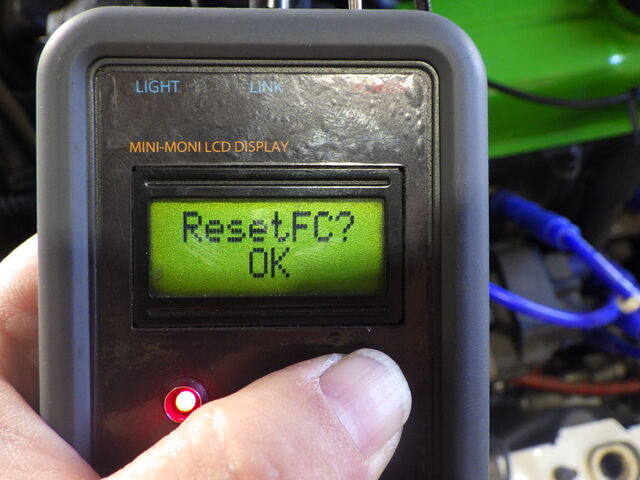 LIGHT LINK
MINI-MONI LCD DISPLAY
ResetFC?
OK